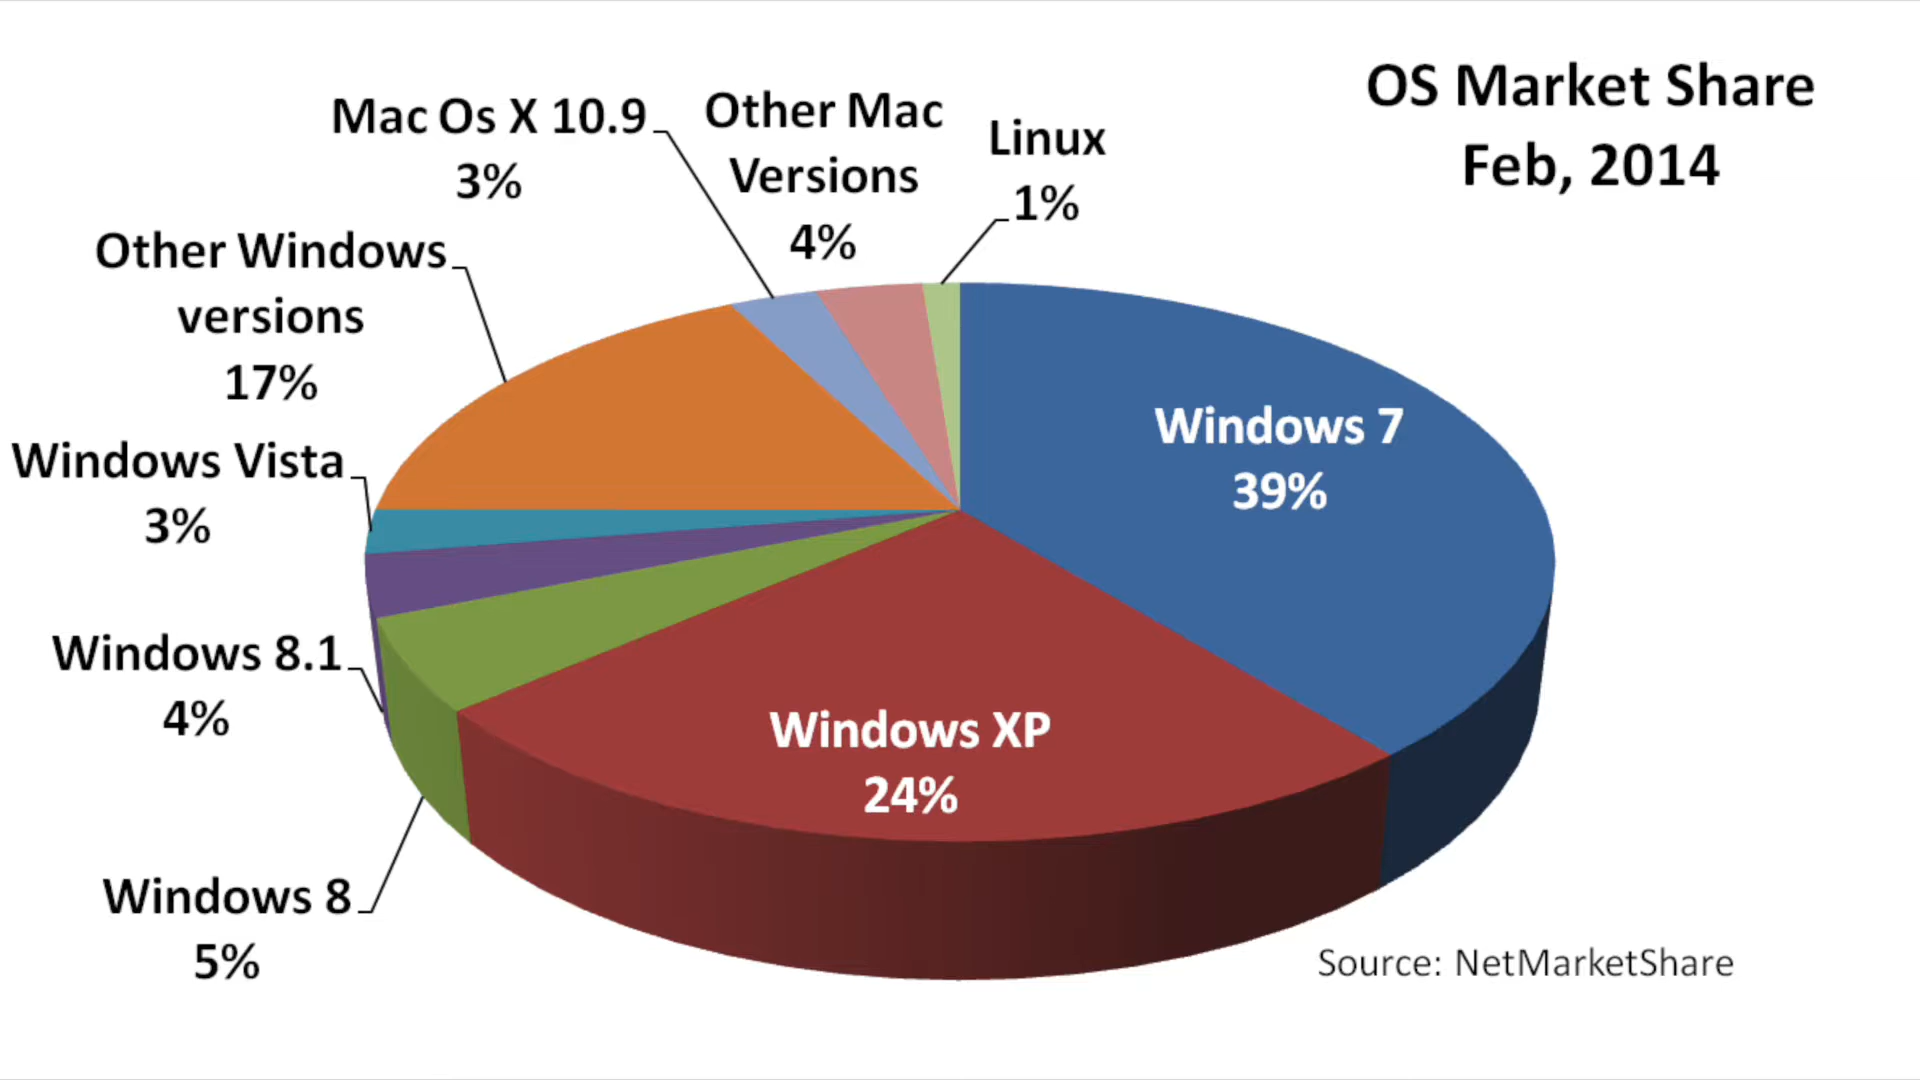 OS Market Share
Feb, 2014
Mac Os X 10.9
3%
Other Mac
Versions
4%
Linux
1%
Other Windows
versions
17%
Windows Vista
3%
Windows 8.1
4%
Windows 8
5%
Windows 7
39%
Windows XP
24%
Source: NetMarketShare